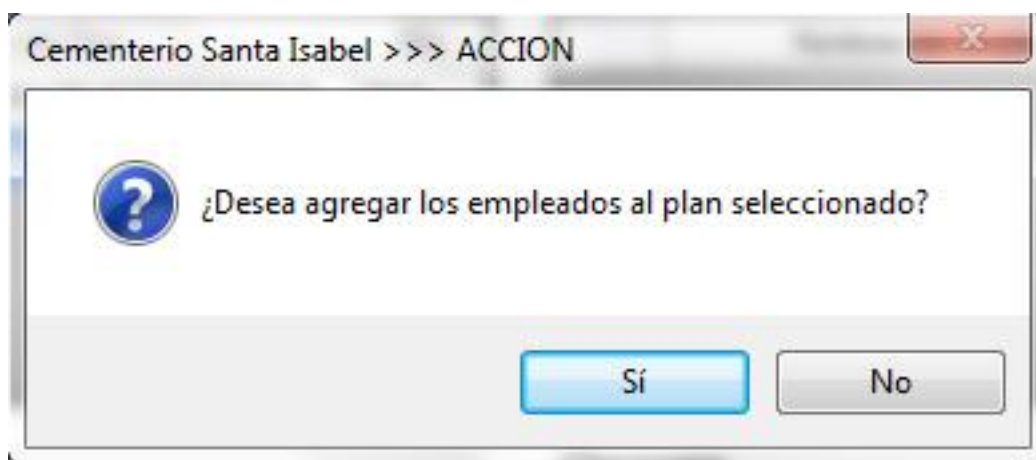 Cementerio Santa Isabel >>> ACCION
¿Desea agregar los empleados al plan seleccionado?
Sí
No